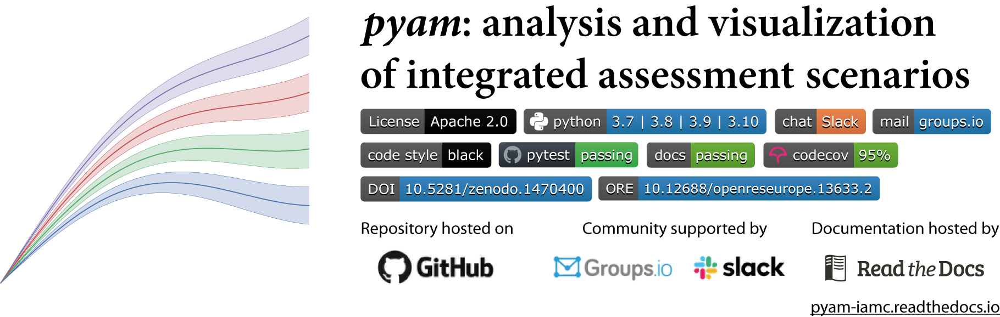 pyam: analysis and visualization
of integrated assessment scenarios
License Apache 2.0 python 3.7 | 3.8 | 3.9 | 3.10 chat Slack mail groups.io
code style black pytest passing docs passing codecov 95%
DOI 10.5281/zenodo.1470400 ORE 10.12688/openreseurope.13633.2
Repository hosted on Community supported by Documentation hosted by
GitHub Groups.io slack Read the Docs
pyam-iamc.readthedocs.io